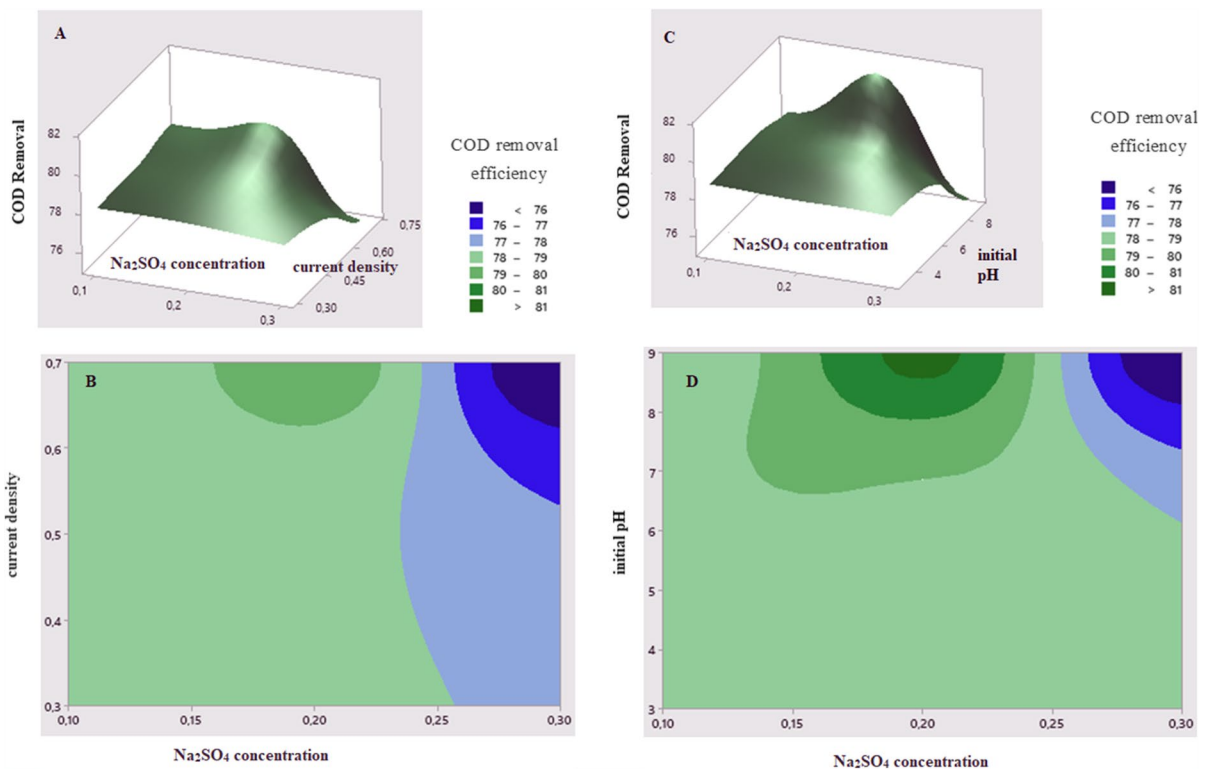 A
COD Removal
82
80
78
76
Na₂SO₄ concentration
0,1
0,2
0,3
current density
0,30
0,45
0,60
0,75
COD removal
efficiency
< 76
76 – 77
77 – 78
78 – 79
79 – 80
80 – 81
> 81
C
COD Removal
82
80
78
76
Na₂SO₄ concentration
0,1
0,2
0,3
initial
pH
4
6
8
COD removal
efficiency
< 76
76 – 77
77 – 78
78 – 79
79 – 80
80 – 81
> 81
B
current density
0,7
0,6
0,5
0,4
0,3
0,10
0,15
0,20
0,25
0,30
Na₂SO₄ concentration
D
initial pH
9
8
7
6
5
4
3
0,10
0,15
0,20
0,25
0,30
Na₂SO₄ concentration